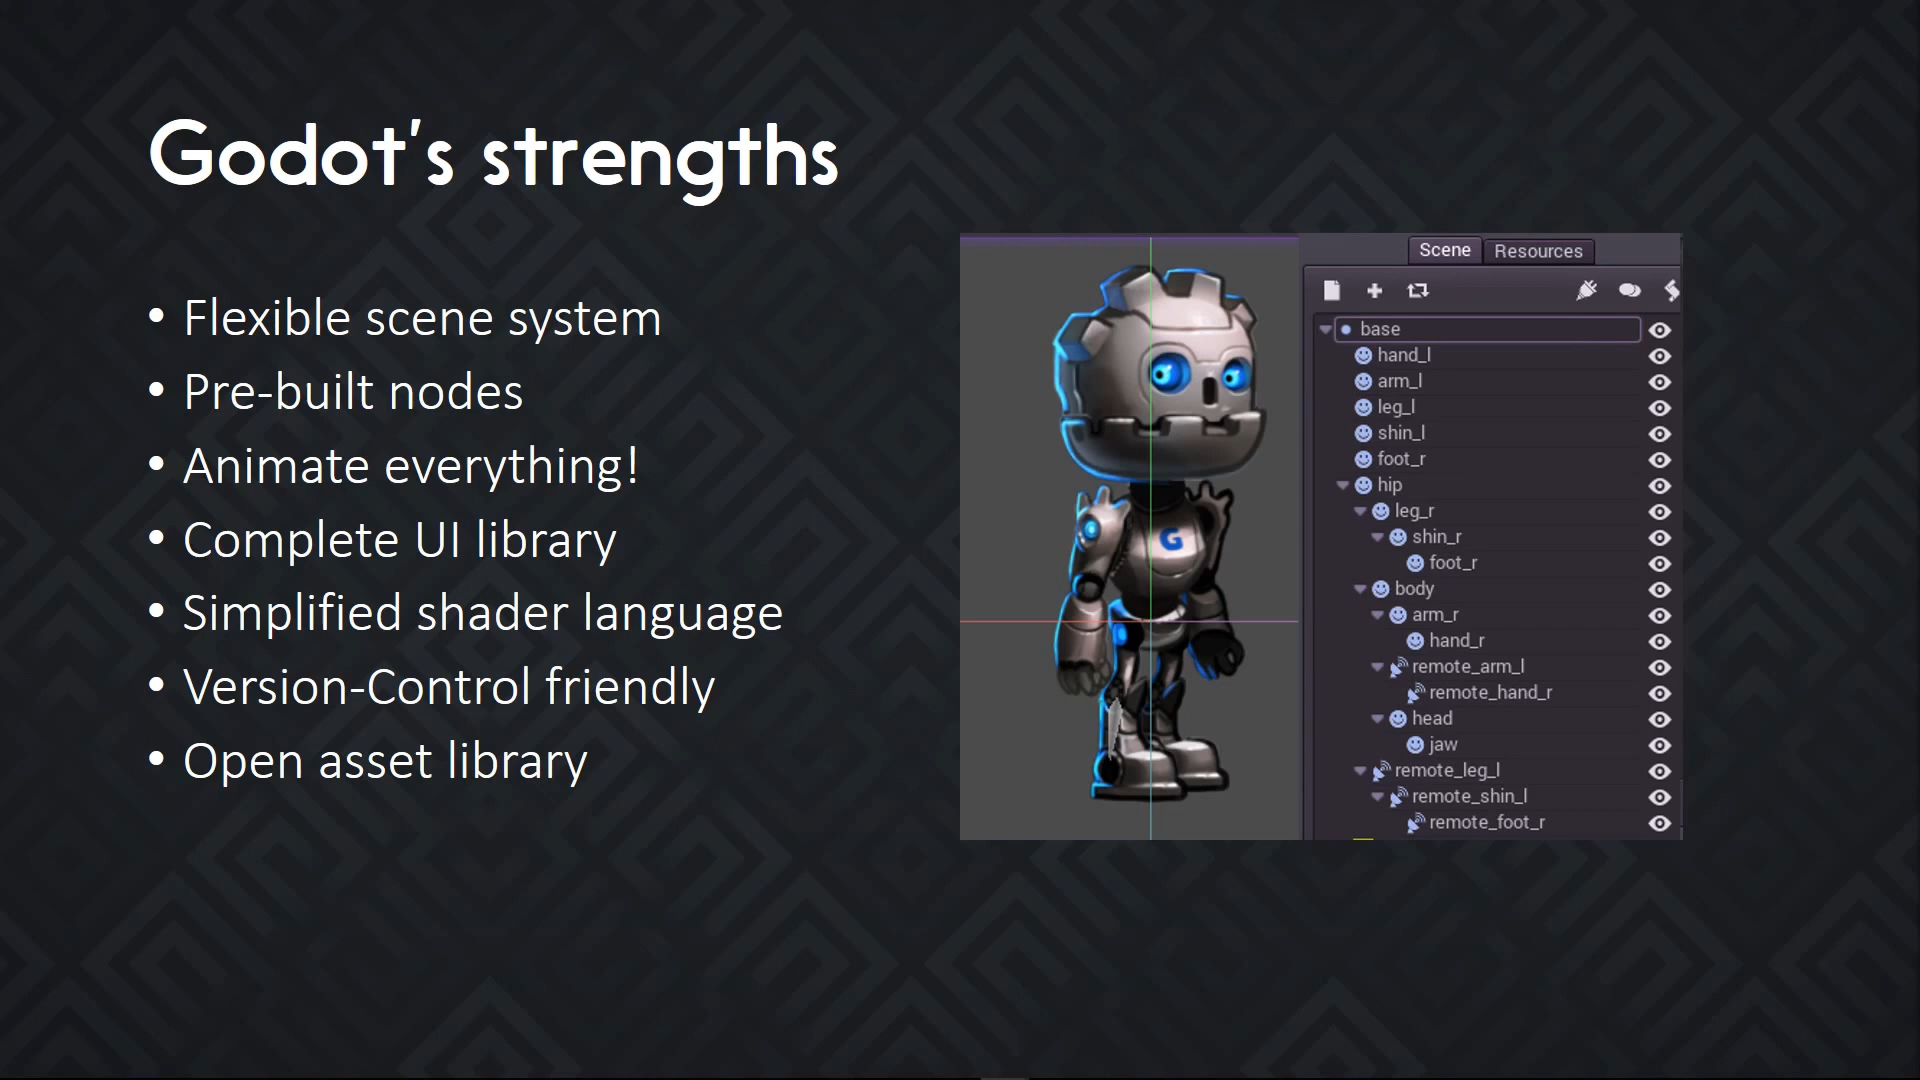 Godot's strengths
• Flexible scene system
• Pre-built nodes
• Animate everything!
• Complete UI library
• Simplified shader language
• Version-Control friendly
• Open asset library
G
Scene Resources
base
hand_l
arm_l
leg_l
shin_l
foot_r
hip
leg_r
shin_r
foot_r
body
arm_r
hand_r
remote_arm_l
remote_hand_r
head
jaw
remote_leg_l
remote_shin_l
remote_foot_r